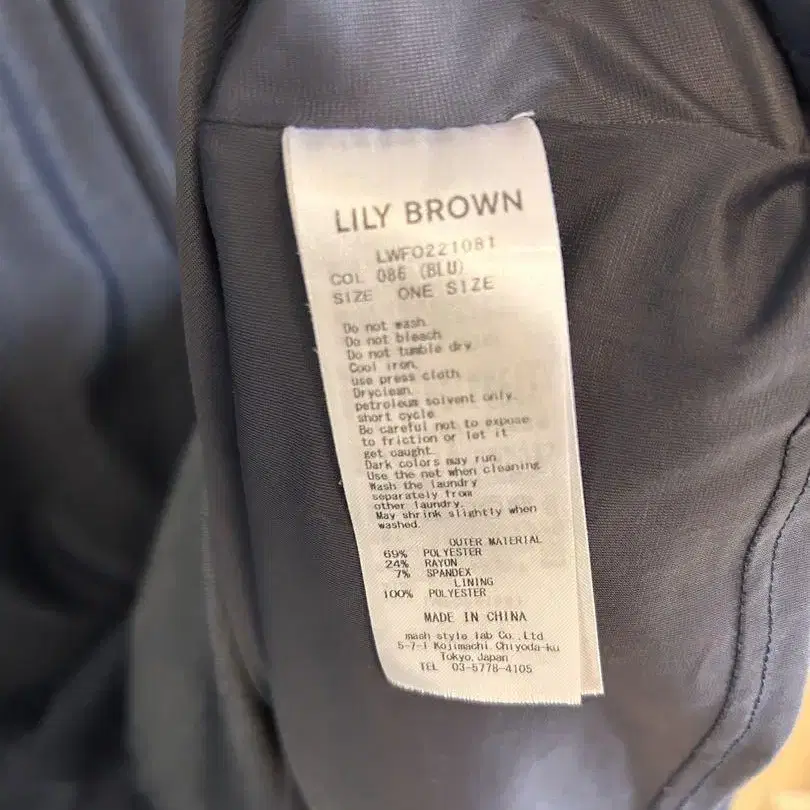 LILY BROWN
LWFO221081
COL 086 (BLU)
SIZE ONE SIZE
Do not wash.
Do not bleach
Do not tumble dry.
Cool iron,
use press cloth
Dryclean,
petroleum solvent only,
short cycle
Be careful not to expose
to friction or let it
get caught.
Dark colors may run.
Use the net when cleaning
Wash the laundry
separately from
other laundry.
May shrink slightly when
washed.
OUTER MATERIAL
69% POLYESTER
24% RAYON
7% SPANDEX
LINING
100% POLYESTER
MADE IN CHINA
mash style lab Co., Ltd
5-7-1 Kojimachi, Chiyoda-ku
Tokyo, Japan
TEL 03-5778-4105